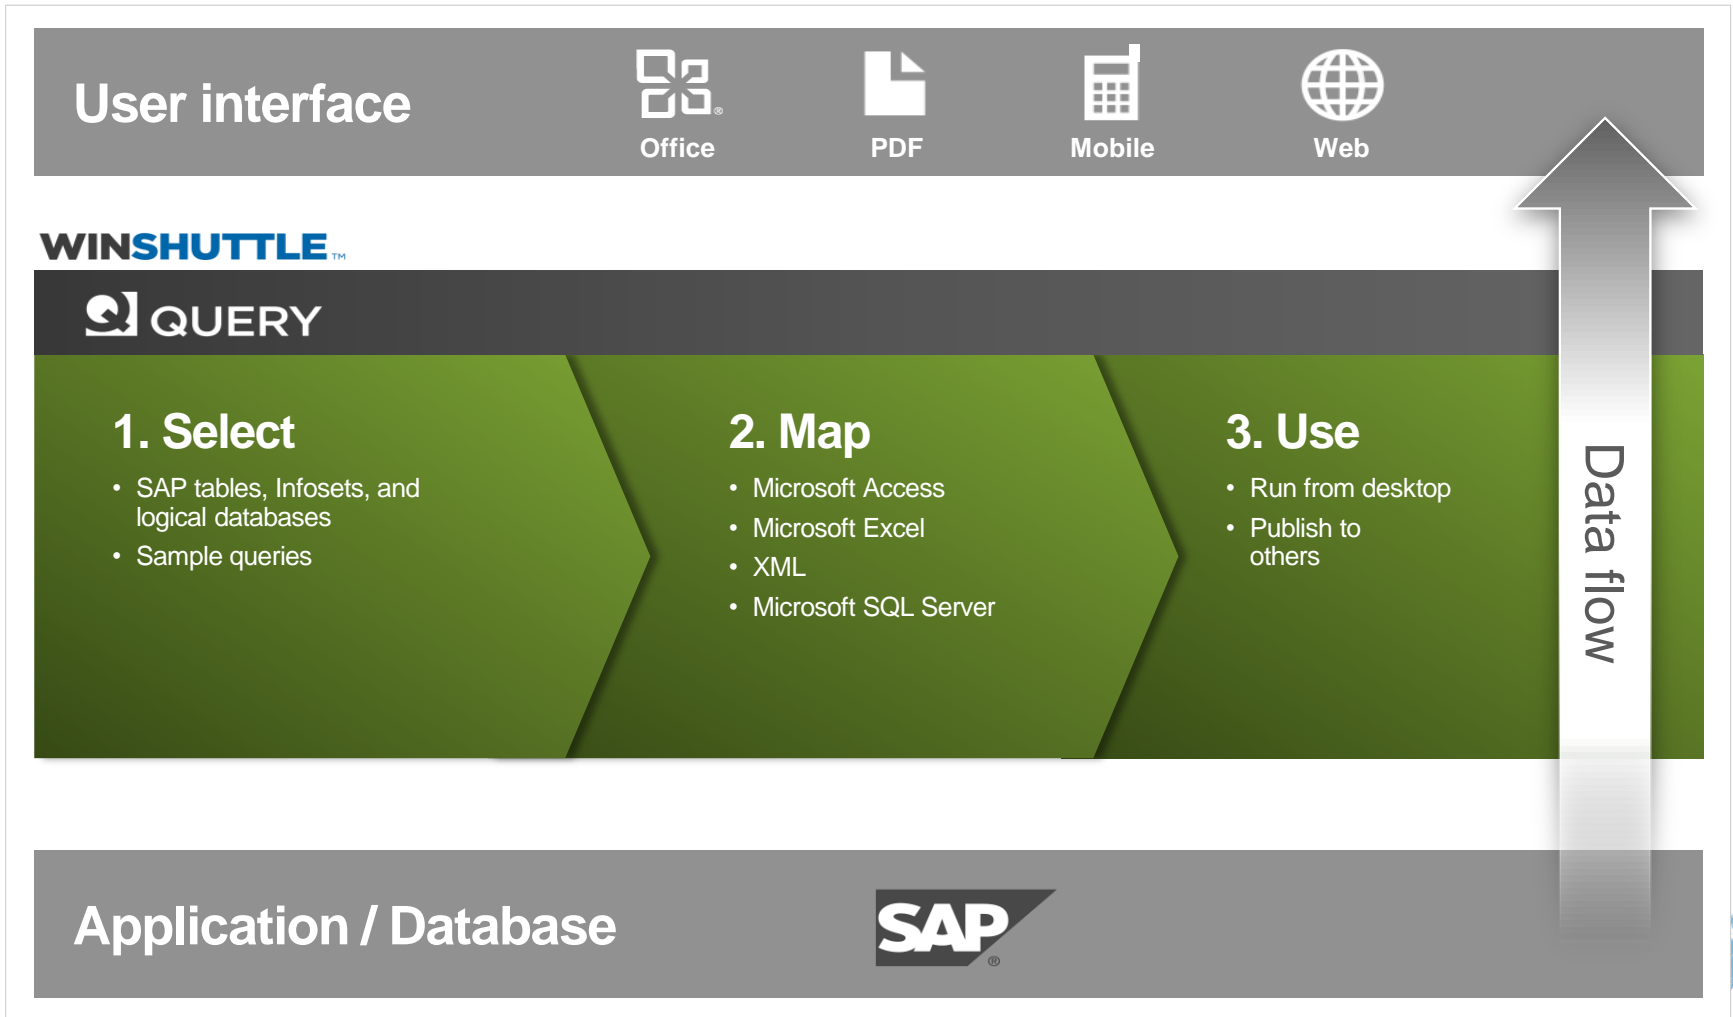 User interface
Office
PDF
Mobile
Web
WINSHUTTLE™
QUERY
1. Select
• SAP tables, Infosets, and
logical databases
• Sample queries
2. Map
• Microsoft Access
• Microsoft Excel
• XML
• Microsoft SQL Server
3. Use
• Run from desktop
• Publish to
others
Data flow
Application / Database
SAP®